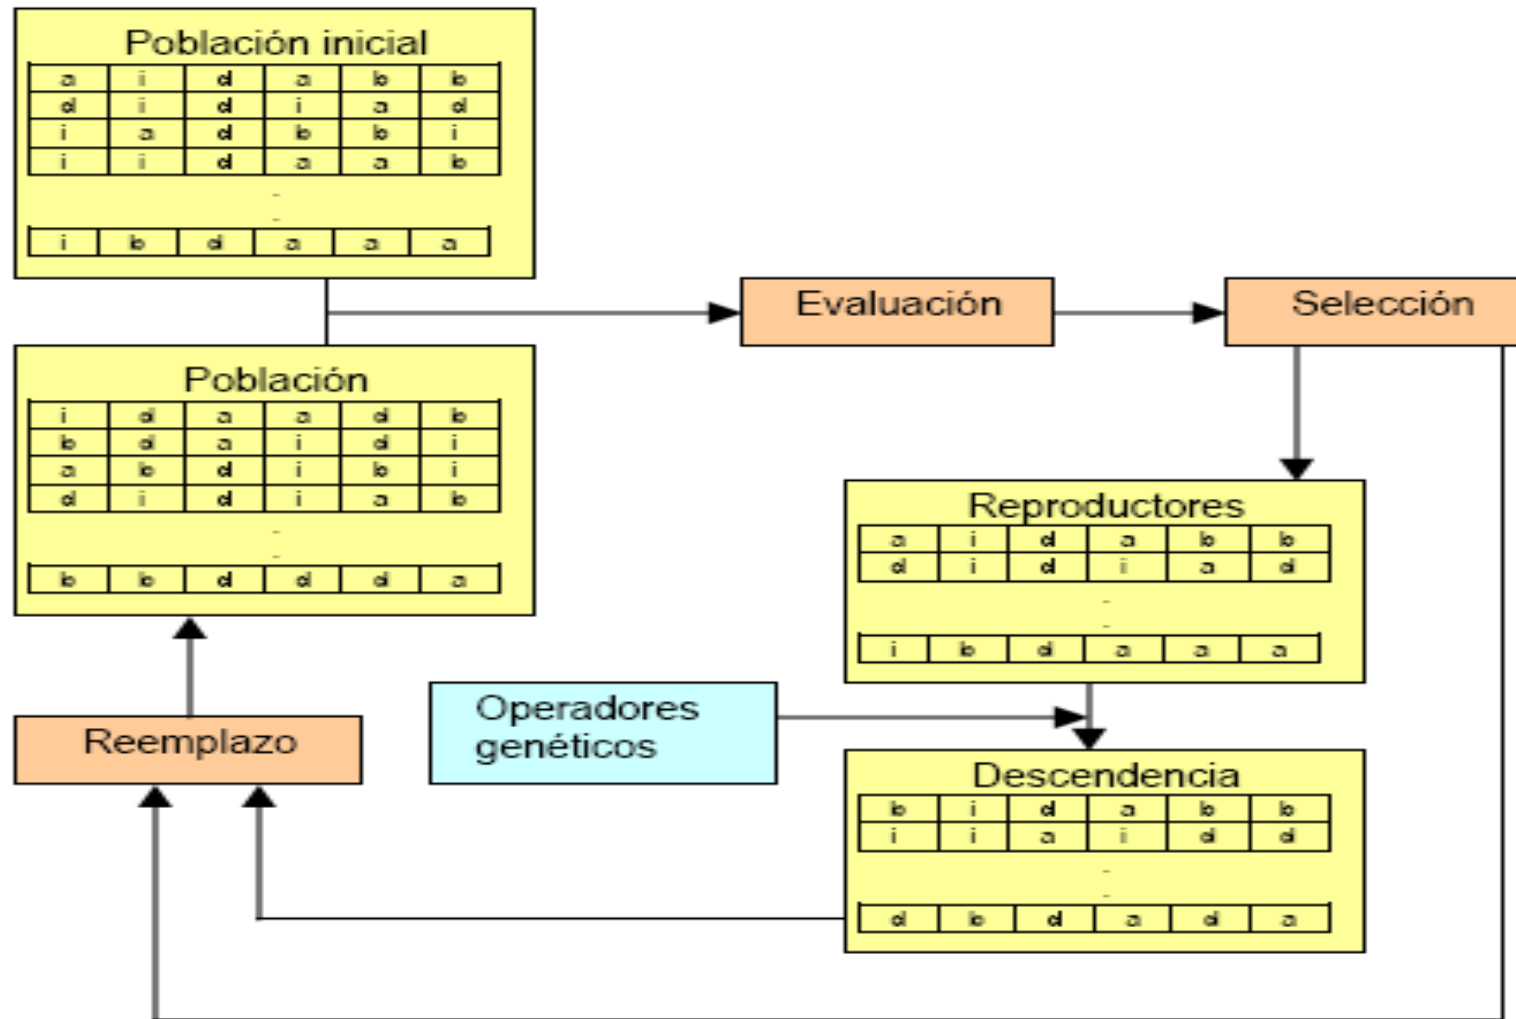 Población inicial
a i d a b b
d i d i a d
i a d b b i
i i d a a b
.
.
i b d a a a
Evaluación
Selección
Población
i d a a d b
b d a i d i
a b d i b i
d i d i a b
.
.
b b d d d a
Reproductores
a i d a b b
d i d i a d
.
.
i b d a a a
Operadores
genéticos
Reemplazo
Descendencia
b i d a b b
i i a i d d
.
.
d b d a d a